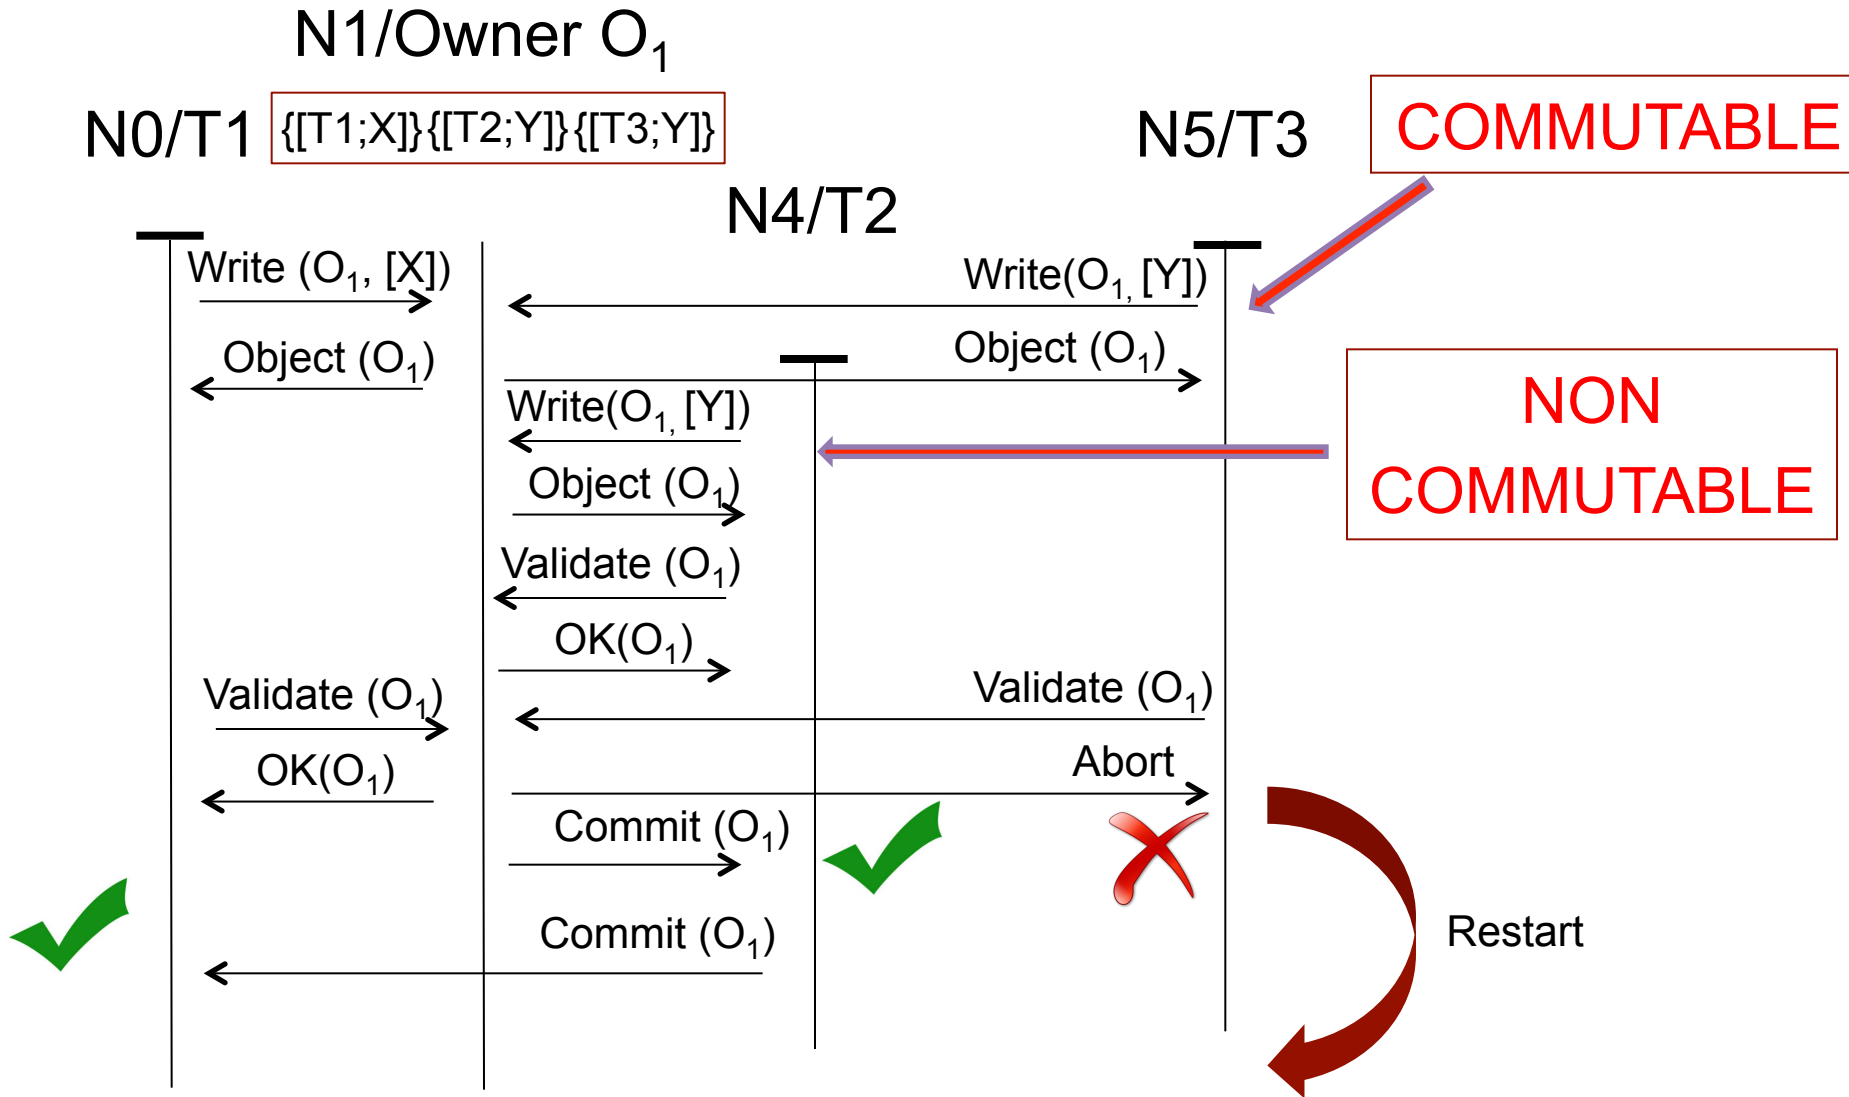 N1/Owner O₁
N0/T1
{[T1;X]}{[T2;Y]}{[T3;Y]}
N5/T3
COMMUTABLE
N4/T2
Write (O₁, [X])
Write(O₁, [Y])
Object (O₁)
Object (O₁)
Write(O₁, [Y])
NON
COMMUTABLE
Object (O₁)
Validate (O₁)
OK(O₁)
Validate (O₁)
Validate (O₁)
OK(O₁)
Abort
Commit (O₁)
Commit (O₁)
Restart